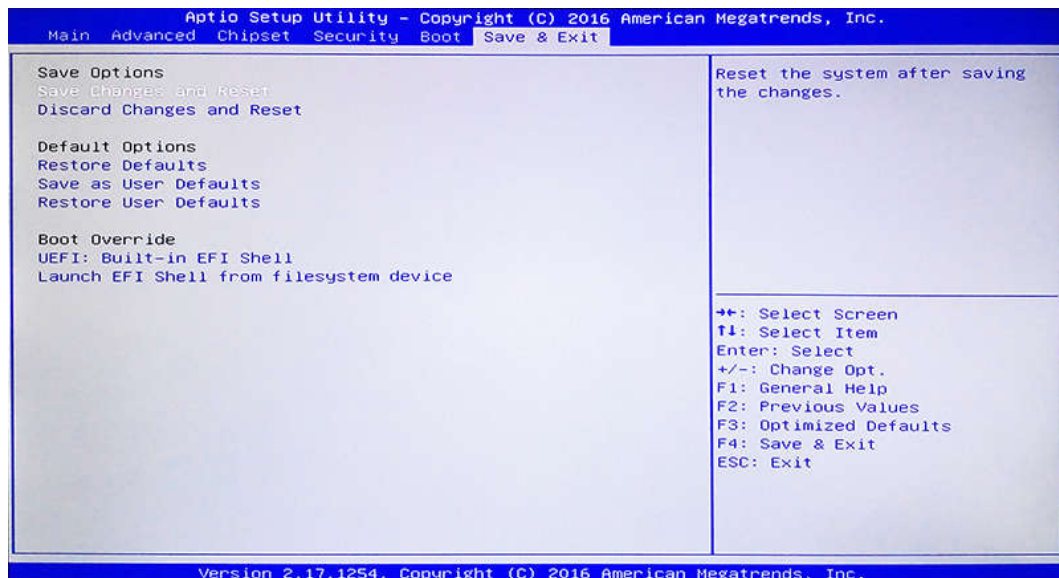 Aptio Setup Utility – Copyright (C) 2016 American Megatrends, Inc.
Main Advanced Chipset Security Boot Save & Exit
Save Options
Save Changes and Reset
Discard Changes and Reset
Default Options
Restore Defaults
Save as User Defaults
Restore User Defaults
Boot Override
UEFI: Built-in EFI Shell
Launch EFI Shell from filesystem device
Reset the system after saving
the changes.
→←: Select Screen
↑↓: Select Item
Enter: Select
+/-: Change Opt.
F1: General Help
F2: Previous Values
F3: Optimized Defaults
F4: Save & Exit
ESC: Exit
Version 2.17.1254. Copyright (C) 2016 American Megatrends, Inc.